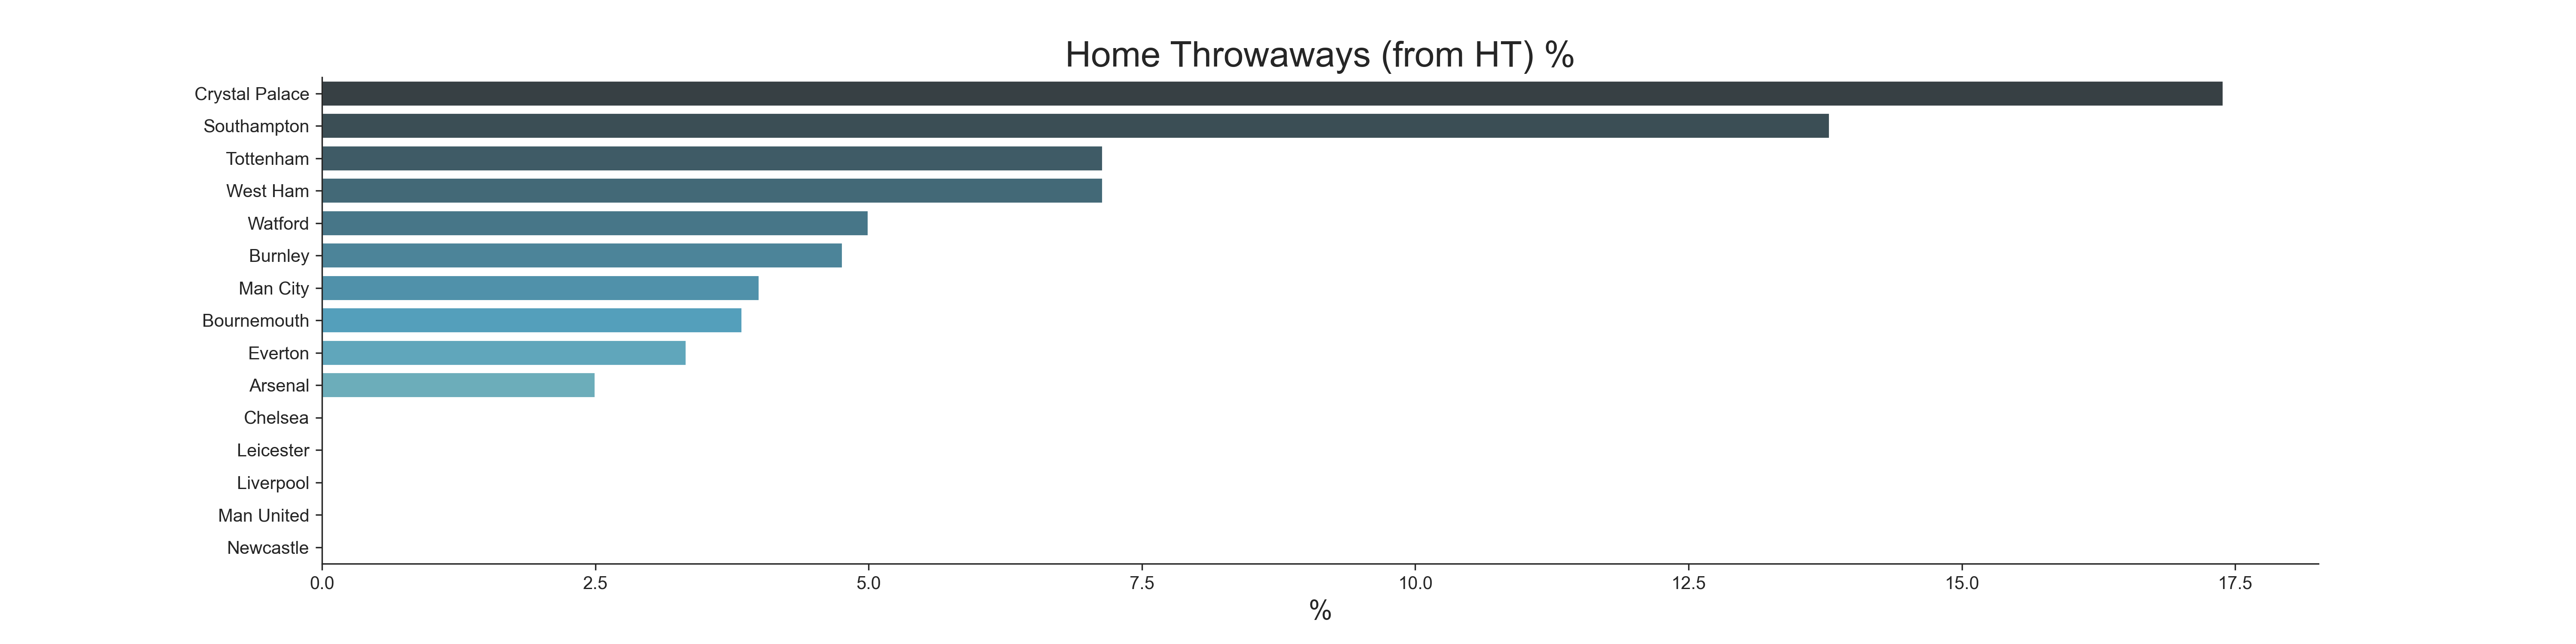 Home Throwaways (from HT) %
Crystal Palace
Southampton
Tottenham
West Ham
Watford
Burnley
Man City
Bournemouth
Everton
Arsenal
Chelsea
Leicester
Liverpool
Man United
Newcastle
0.0 2.5 5.0 7.5 10.0 12.5 15.0 17.5
%